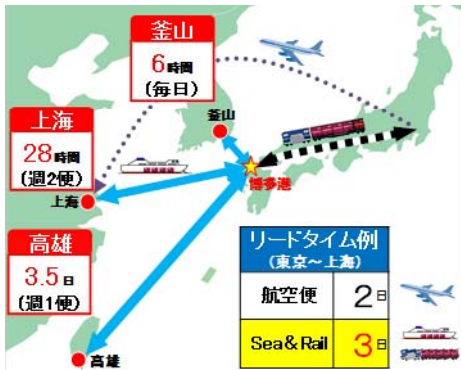 釜山
6時間
(毎日)
釜山
上海
28時間
(週2便)
上海
博多港
高雄
3.5日
(週1便)
高雄
リードタイム例
(東京～上海)
航空便 2日
Sea&Rail 3日